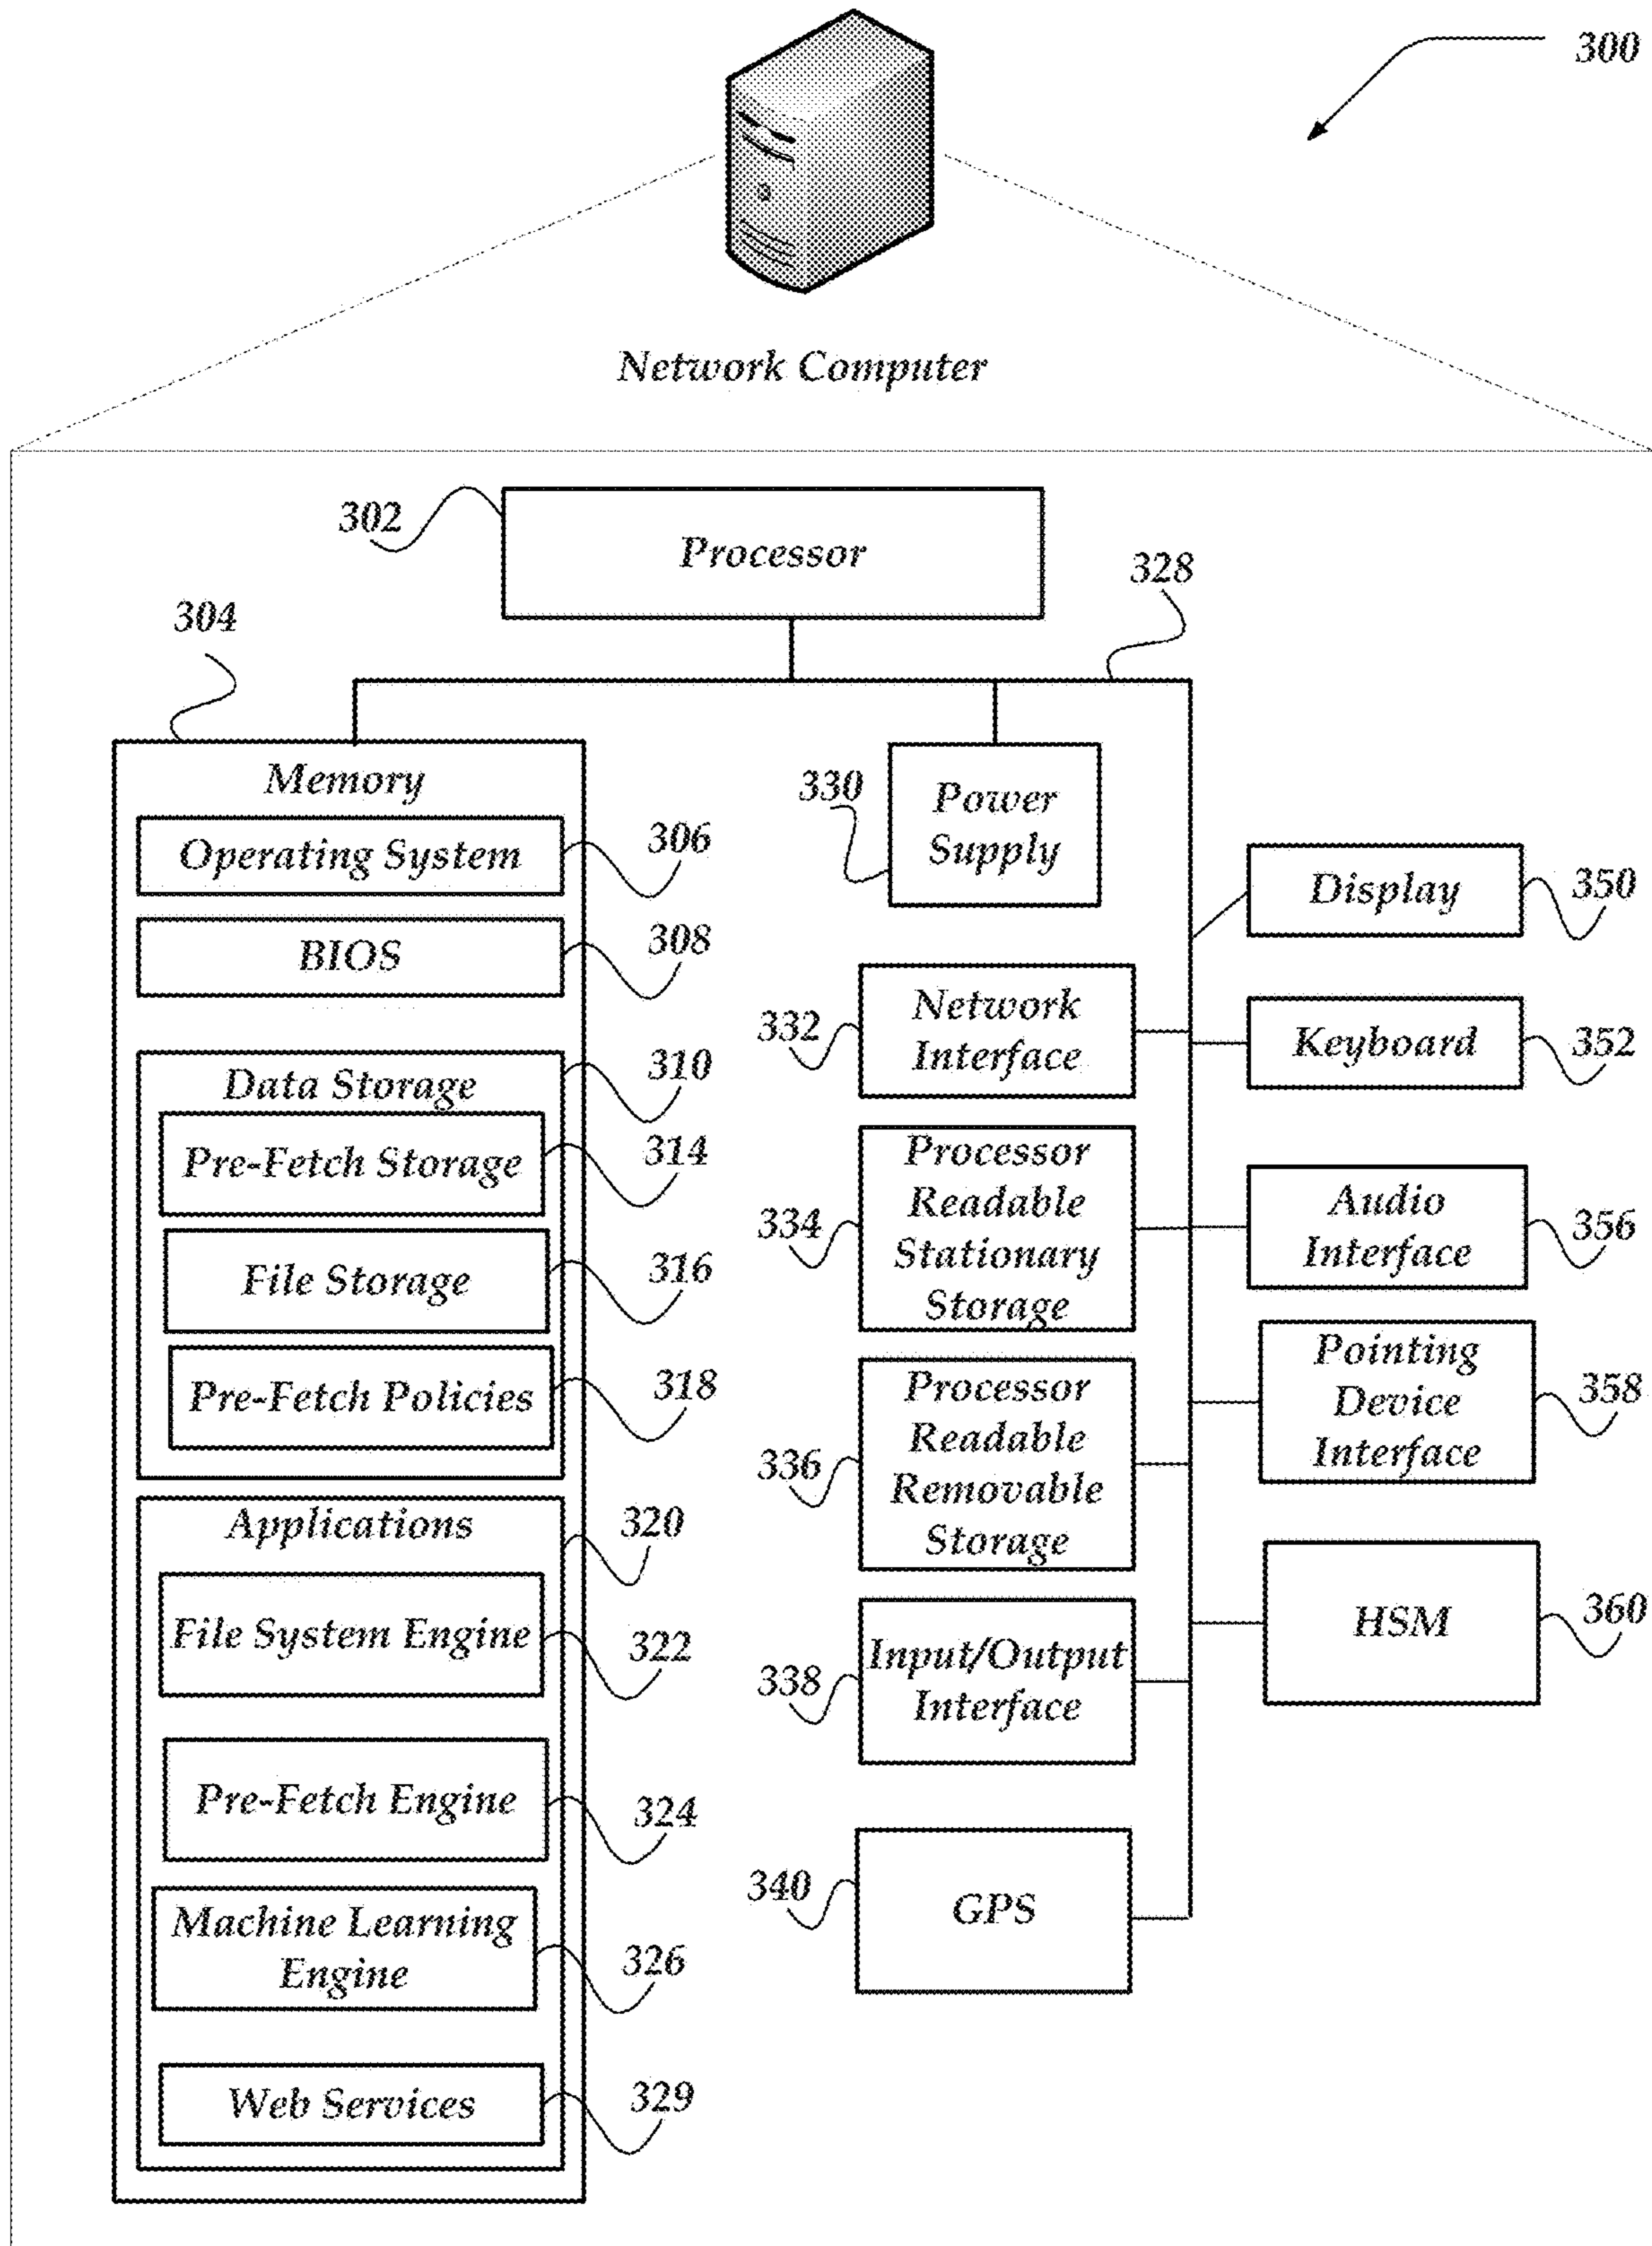 300
Network Computer
302
Processor
328
304
Memory
Operating System
306
BIOS
308
Data Storage
310
Pre-Fetch Storage
314
File Storage
316
Pre-Fetch Policies
318
Applications
320
File System Engine
322
Pre-Fetch Engine
324
Machine Learning
Engine
326
Web Services
329
330
Power
Supply
332
Network
Interface
334
Processor
Readable
Stationary
Storage
336
Processor
Readable
Removable
Storage
338
Input/Output
Interface
340
GPS
Display
350
Keyboard
352
Audio
Interface
356
Pointing
Device
Interface
358
HSM
360